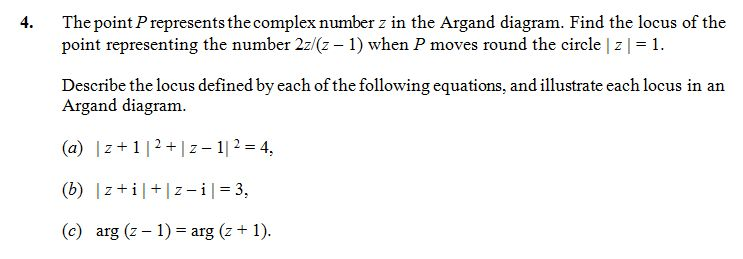 4. The point P represents the complex number z in the Argand diagram. Find the locus of the
point representing the number 2z/(z – 1) when P moves round the circle | z | = 1.
Describe the locus defined by each of the following equations, and illustrate each locus in an
Argand diagram.
(a) | z + 1 | ² + | z – 1| ² = 4,
(b) | z + i | + | z – i | = 3,
(c) arg (z – 1) = arg (z + 1).